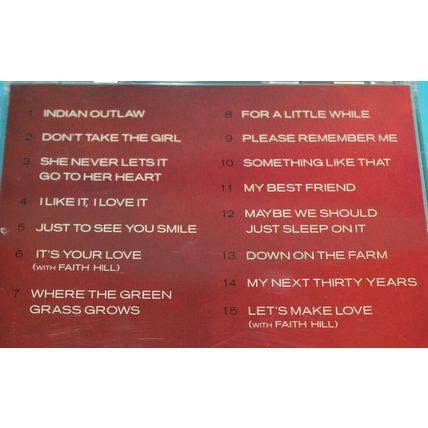 1 INDIAN OUTLAW
2 DON'T TAKE THE GIRL
3 SHE NEVER LETS IT
GO TO HER HEART
4 I LIKE IT, I LOVE IT
5 JUST TO SEE YOU SMILE
6 IT'S YOUR LOVE
(WITH FAITH HILL)
7 WHERE THE GREEN
GRASS GROWS
8 FOR A LITTLE WHILE
9 PLEASE REMEMBER ME
10 SOMETHING LIKE THAT
11 MY BEST FRIEND
12 MAYBE WE SHOULD
JUST SLEEP ON IT
13 DOWN ON THE FARM
14 MY NEXT THIRTY YEARS
15 LET'S MAKE LOVE
(WITH FAITH HILL)